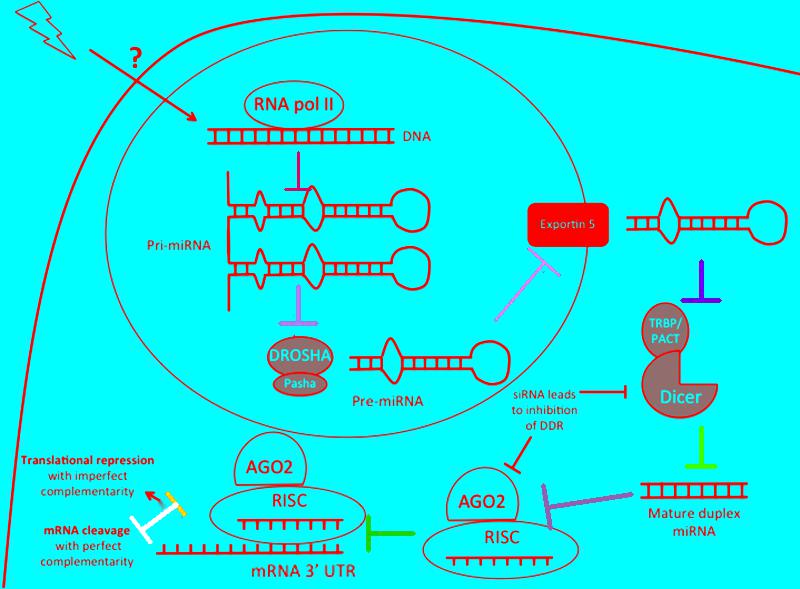 ?
RNA pol II
DNA
Pri-miRNA
Exportin 5
DROSHA
Pasha
Pre-miRNA
TRBP/
PACT
Dicer
siRNA leads
to inhibition
of DDR
Mature duplex
miRNA
AGO2
RISC
AGO2
RISC
mRNA 3’ UTR
Translational repression
with imperfect
complementarity
mRNA cleavage
with perfect
complementarity